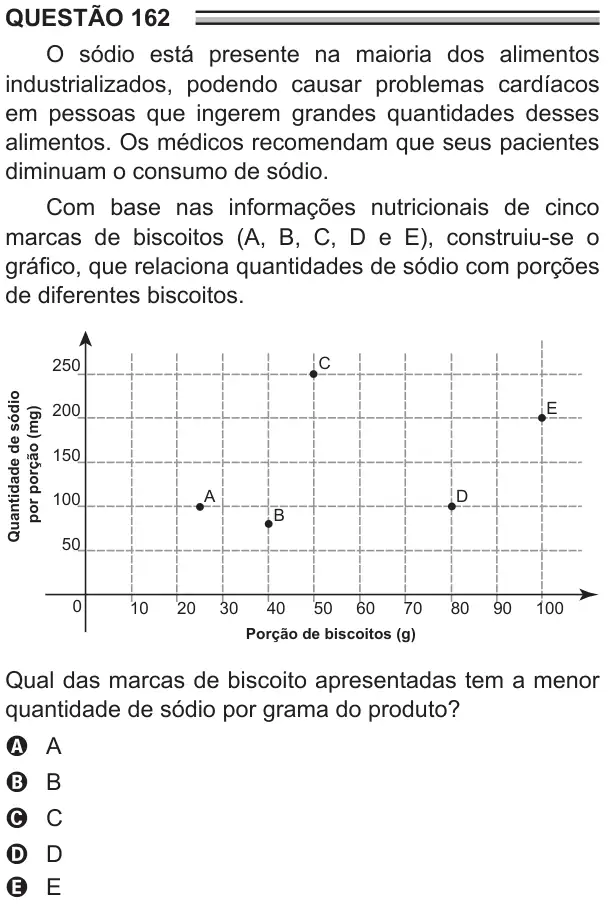 QUESTÃO 162
O sódio está presente na maioria dos alimentos
industrializados, podendo causar problemas cardíacos
em pessoas que ingerem grandes quantidades desses
alimentos. Os médicos recomendam que seus pacientes
diminuam o consumo de sódio.
Com base nas informações nutricionais de cinco
marcas de biscoitos (A, B, C, D e E), construiu-se o
gráfico, que relaciona quantidades de sódio com porções
de diferentes biscoitos.
Quantidade de sódio
por porção (mg)
250
200
150
100
50
0
C
E
A
D
B
10 20 30 40 50 60 70 80 90 100
Porção de biscoitos (g)
Qual das marcas de biscoito apresentadas tem a menor
quantidade de sódio por grama do produto?
A A
B B
C C
D D
E E